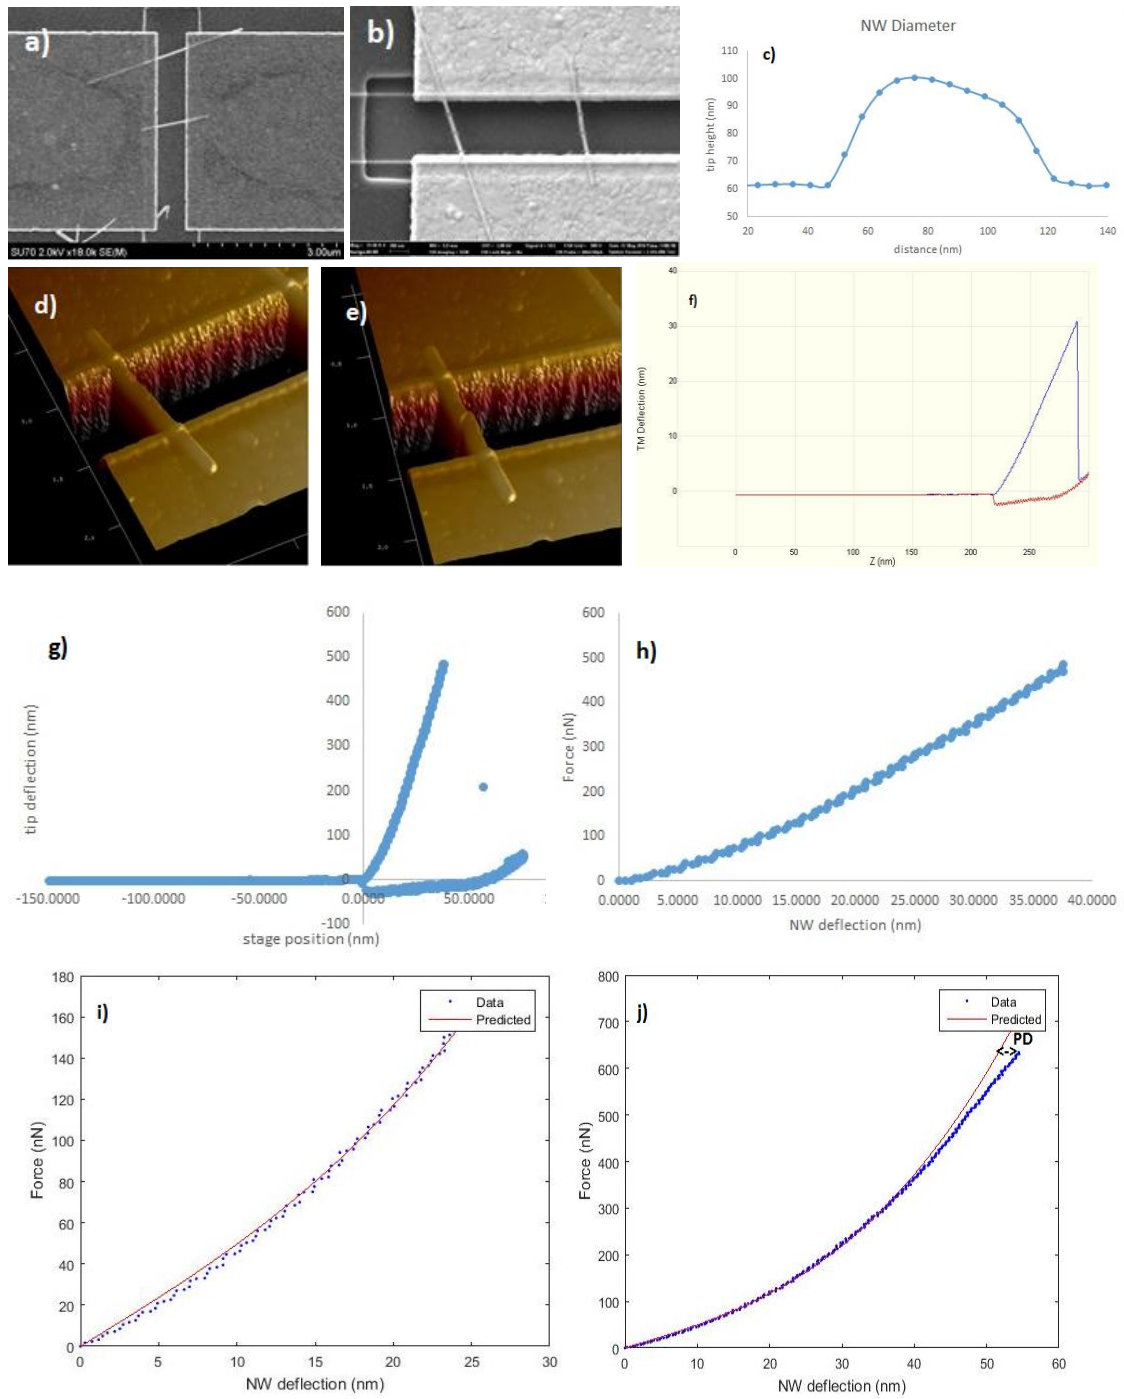 a)
SU70 2.0kV x18.0k SE(M) 3.00um
b)
NW Diameter
c)
tip height (nm)
110
100
90
80
70
60
50
20 40 60 80 100 120 140
distance (nm)
d)
e)
f)
TM Deflection (nm)
40
30
20
10
0
0 50 100 150 200 250
Z (nm)
g)
tip deflection (nm)
600
500
400
300
200
100
0
-100
-150.0000 -100.0000 -50.0000 0.0000 50.0000
stage position (nm)
h)
Force (nN)
600
500
400
300
200
100
0
0.0000 5.0000 10.0000 15.0000 20.0000 25.0000 30.0000 35.0000 40.0000
NW deflection (nm)
i)
Data
Predicted
Force (nN)
180
160
140
120
100
80
60
40
20
0
0 5 10 15 20 25 30
NW deflection (nm)
j)
Data
Predicted
PD
Force (nN)
800
700
600
500
400
300
200
100
0
0 10 20 30 40 50 60
NW deflection (nm)